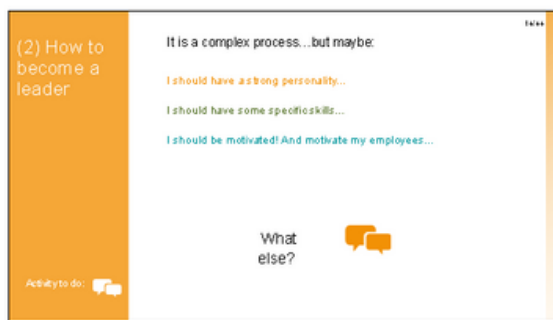 (2) How to
become a
leader
It is a complex process...but maybe:
I should have a strong personality...
I should have some specific skills...
I should be motivated! And motivate my employees...
What
else?
Activity to do: